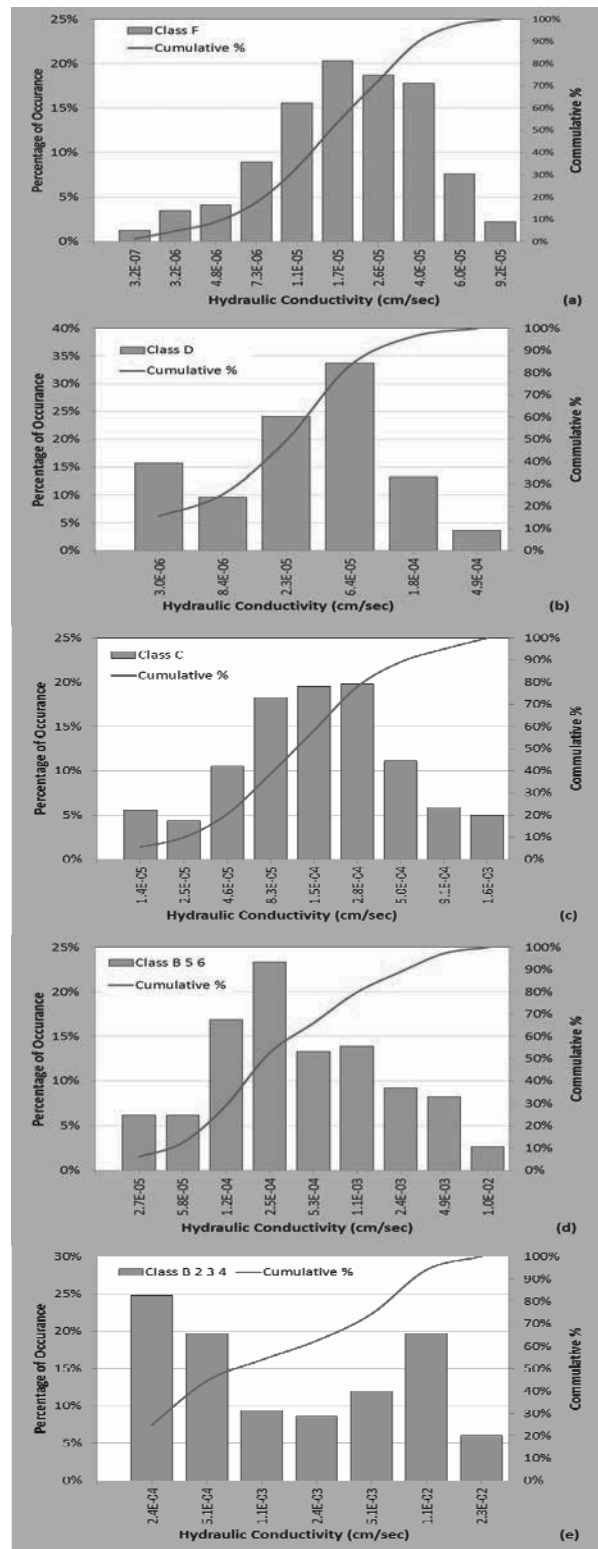 25%
20%
15%
10%
5%
0%
Percentage of Occurance
Class F
Cumulative %
100%
90%
80%
70%
60%
50%
40%
30%
20%
10%
0%
Commulative %
3.2E-07
3.2E-06
4.8E-06
7.3E-06
1.1E-05
1.7E-05
2.6E-05
4.0E-05
6.0E-05
9.2E-05
Hydraulic Conductivity (cm/sec)
(a)
40%
35%
30%
25%
20%
15%
10%
5%
0%
Percentage of Occurance
Class D
Cumulative %
100%
90%
80%
70%
60%
50%
40%
30%
20%
10%
0%
Commulative %
3.0E-06
8.4E-06
2.3E-05
6.4E-05
1.8E-04
4.9E-04
Hydraulic Conductivity (cm/sec)
(b)
25%
20%
15%
10%
5%
0%
Percentage of Occurance
Class C
Cumulative %
100%
90%
80%
70%
60%
50%
40%
30%
20%
10%
0%
Commulative %
1.4E-05
2.5E-05
4.6E-05
8.3E-05
1.5E-04
2.8E-04
5.0E-04
9.1E-04
1.6E-03
Hydraulic Conductivity (cm/sec)
(c)
25%
20%
15%
10%
5%
0%
Percentage of Occurance
Class B 5 6
Cumulative %
100%
90%
80%
70%
60%
50%
40%
30%
20%
10%
0%
Commulative %
2.7E-05
5.8E-05
1.2E-04
2.5E-04
5.3E-04
1.1E-03
2.4E-03
4.9E-03
1.0E-02
Hydraulic Conductivity (cm/sec)
(d)
30%
25%
20%
15%
10%
5%
0%
Percentage of Occurance
Class B 2 3 4
Cumulative %
100%
90%
80%
70%
60%
50%
40%
30%
20%
10%
0%
Commulative %
2.4E-04
5.1E-04
1.1E-03
2.4E-03
5.1E-03
1.1E-02
2.3E-02
Hydraulic Conductivity (cm/sec)
(e)